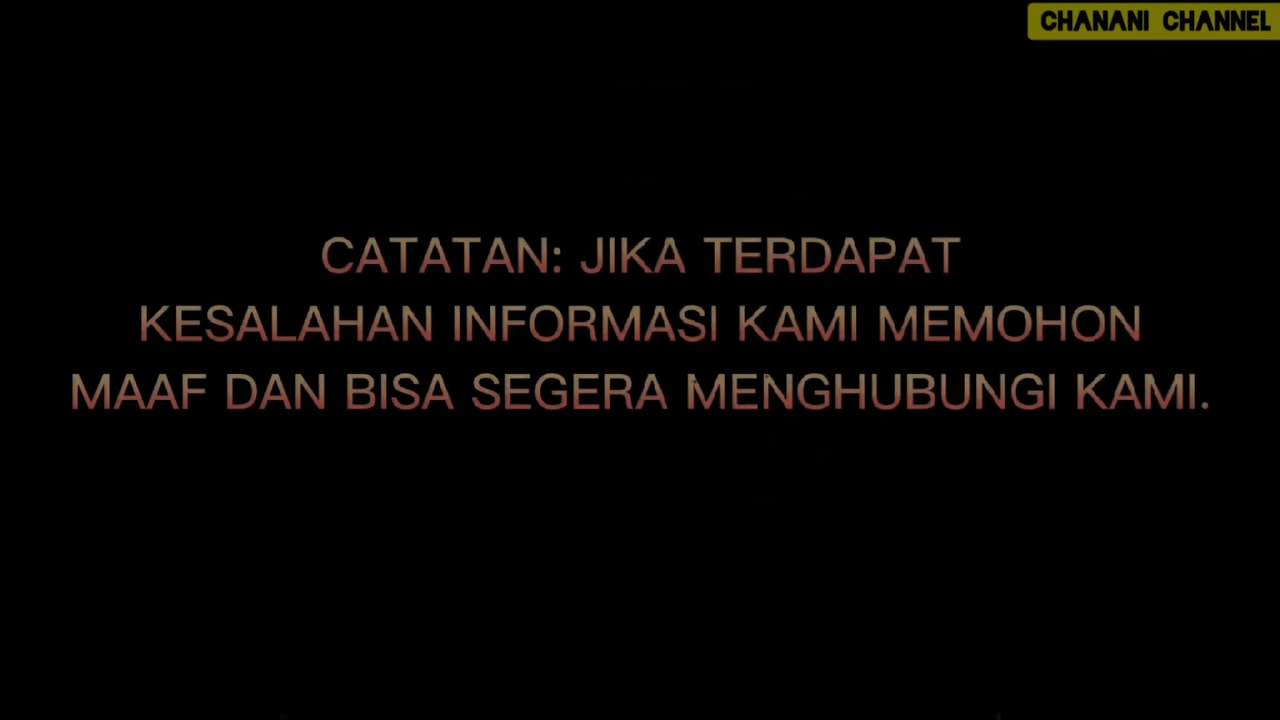 CHANANI CHANNEL
CATATAN: JIKA TERDAPAT
KESALAHAN INFORMASI KAMI MEMOHON
MAAF DAN BISA SEGERA MENGHUBUNGI KAMI.